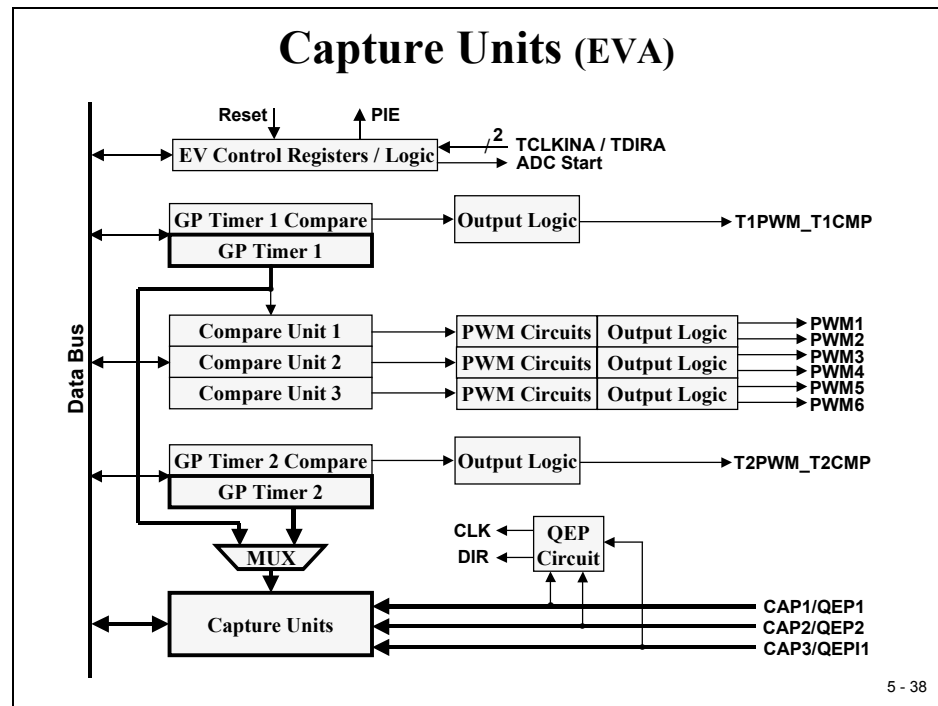 Capture Units (EVA)
Reset
PIE
2
TCLKINA / TDIRA
EV Control Registers / Logic
ADC Start
GP Timer 1 Compare
Output Logic
T1PWM_T1CMP
GP Timer 1
Data Bus
Compare Unit 1
PWM Circuits
Output Logic
PWM1
PWM2
Compare Unit 2
PWM Circuits
Output Logic
PWM3
PWM4
Compare Unit 3
PWM Circuits
Output Logic
PWM5
PWM6
GP Timer 2 Compare
Output Logic
T2PWM_T2CMP
GP Timer 2
CLK
DIR
QEP
Circuit
MUX
Capture Units
CAP1/QEP1
CAP2/QEP2
CAP3/QEPI1
5 - 38